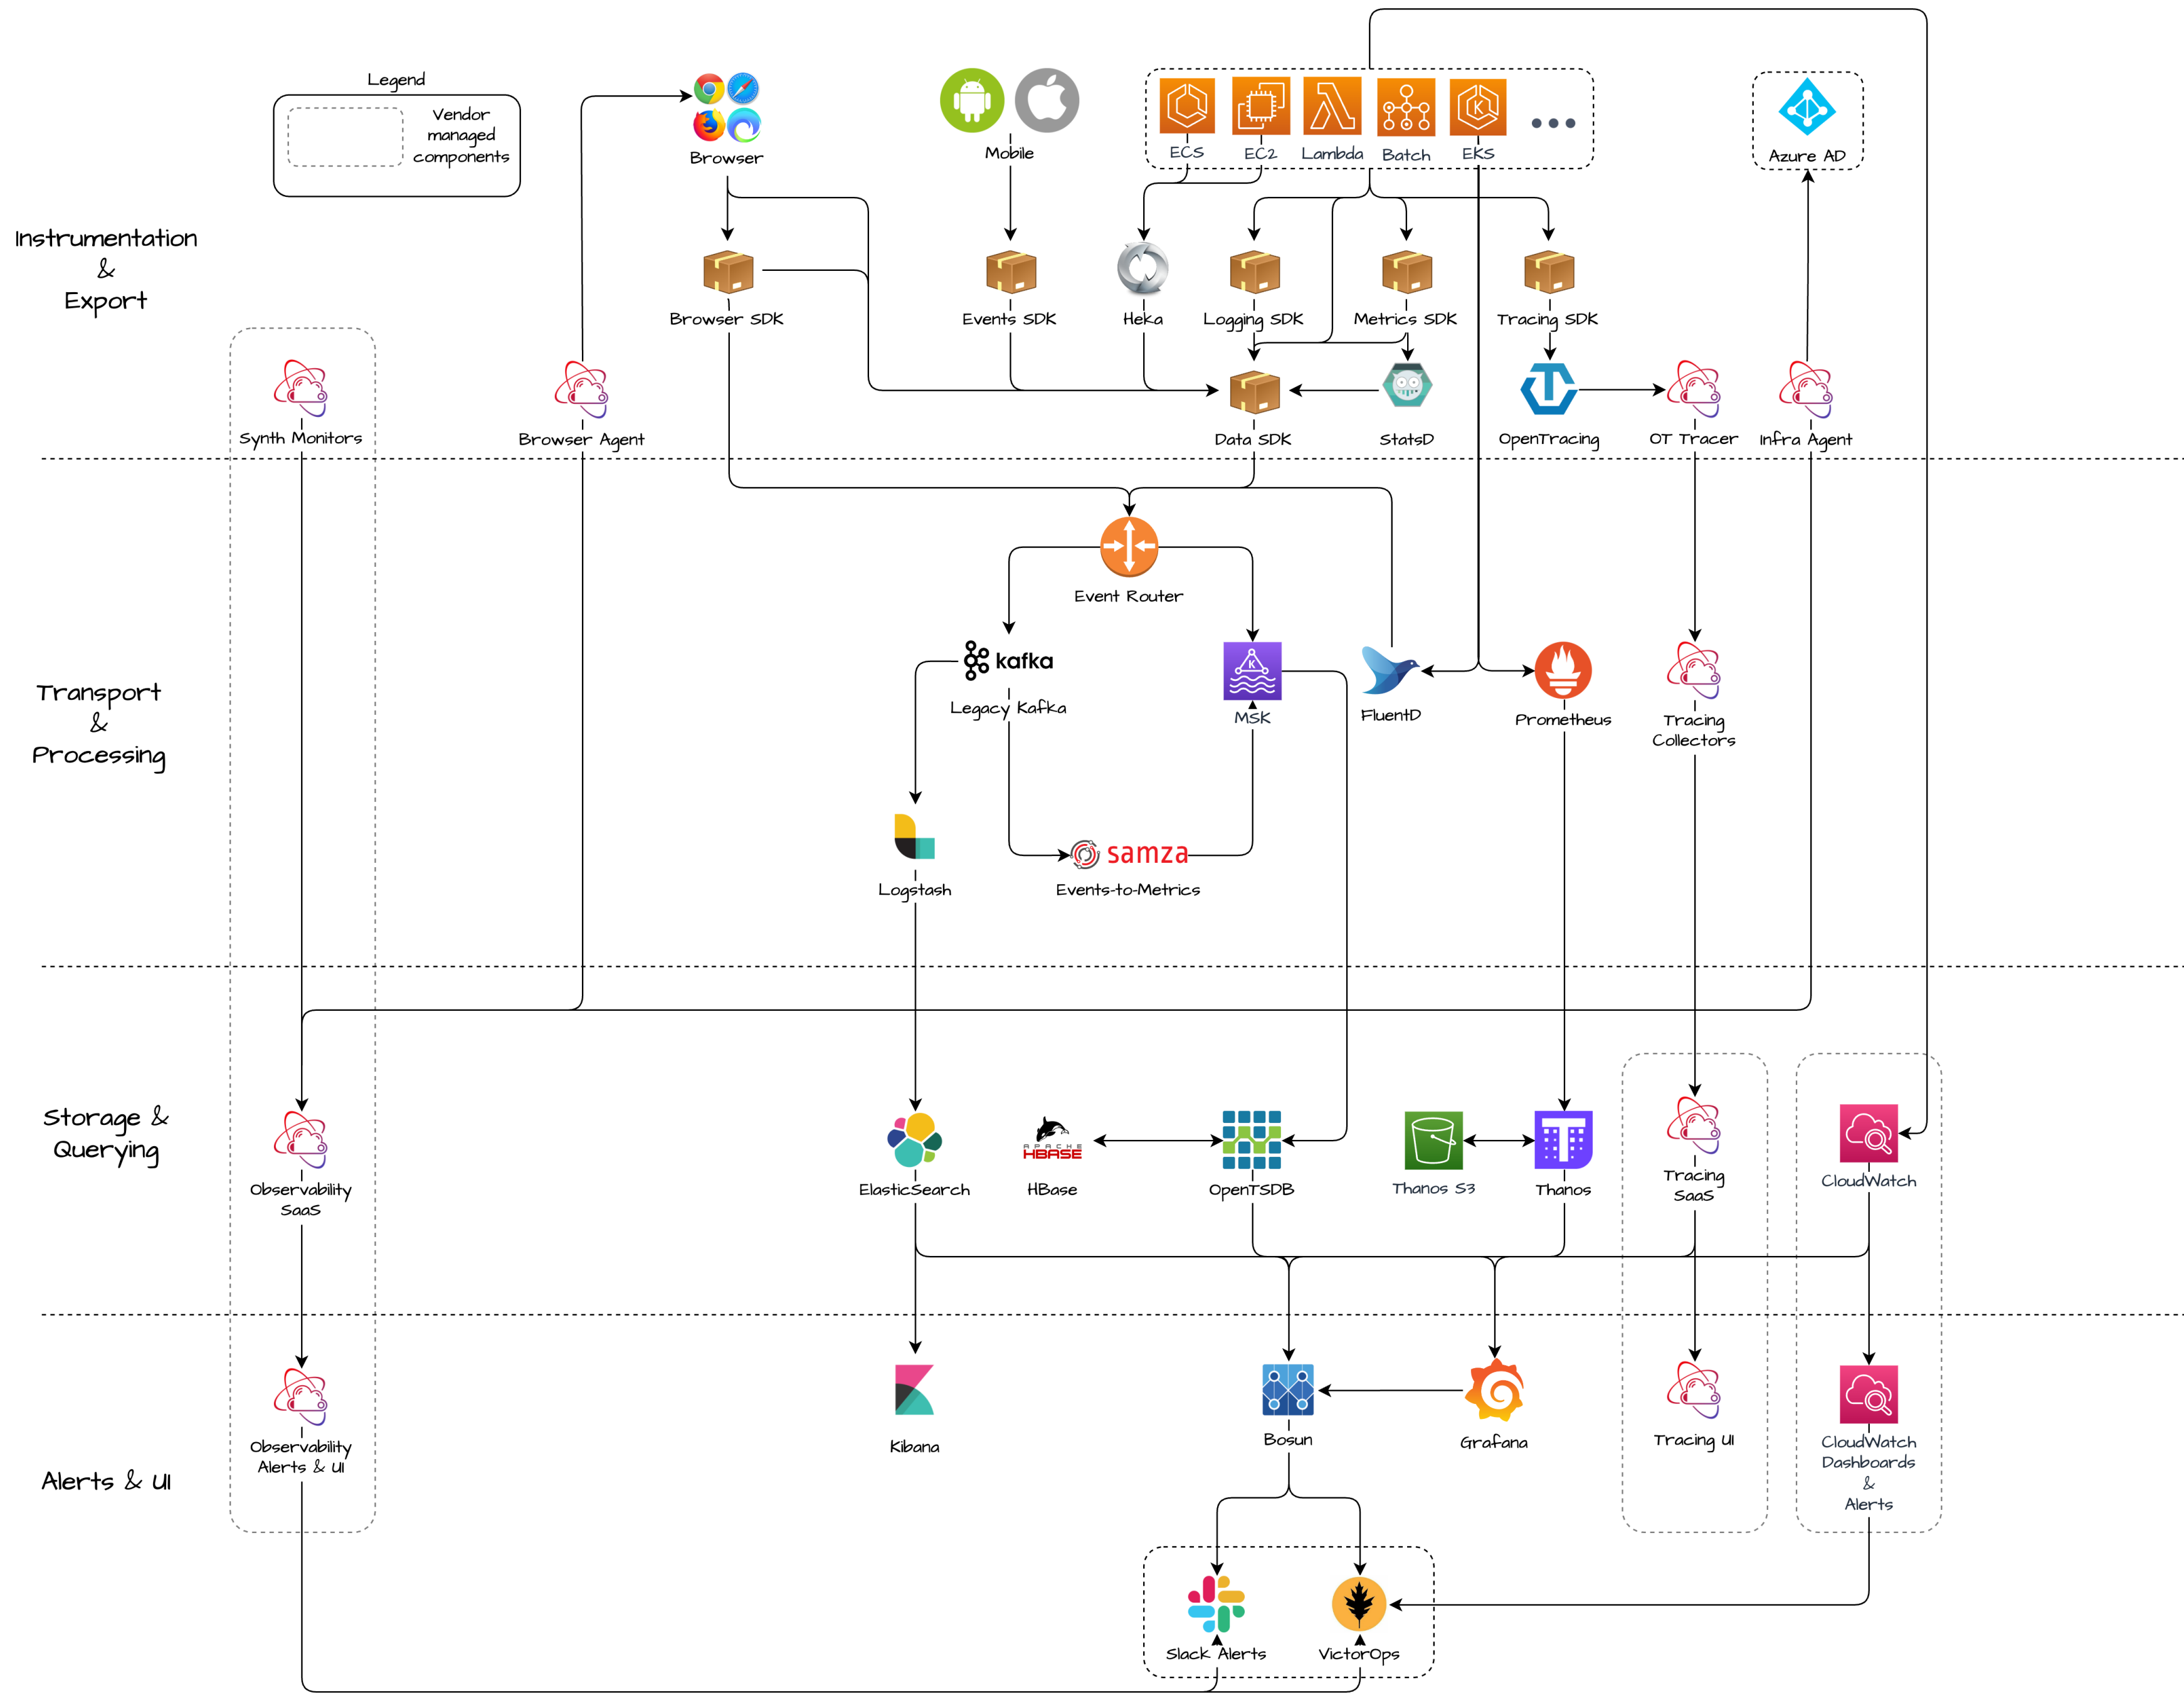 Legend
Vendor
managed
components
Browser
Mobile
ECS
EC2
Lambda
Batch
EKS
Azure AD
Instrumentation
&
Export
Browser SDK
Events SDK
Heka
Logging SDK
Metrics SDK
Tracing SDK
Synth Monitors
Browser Agent
Data SDK
StatsD
OpenTracing
OT Tracer
Infra Agent
Event Router
Transport
&
Processing
kafka
Legacy Kafka
MSK
FluentD
Prometheus
Tracing
Collectors
Logstash
samza
Events-to-Metrics
Storage &
Querying
Observability
SaaS
ElasticSearch
APACHE
HBASE
HBase
OpenTSDB
Thanos S3
Thanos
Tracing
SaaS
CloudWatch
Alerts & UI
Observability
Alerts & UI
Kibana
Bosun
Grafana
Tracing UI
CloudWatch
Dashboards
&
Alerts
Slack Alerts
VictorOps